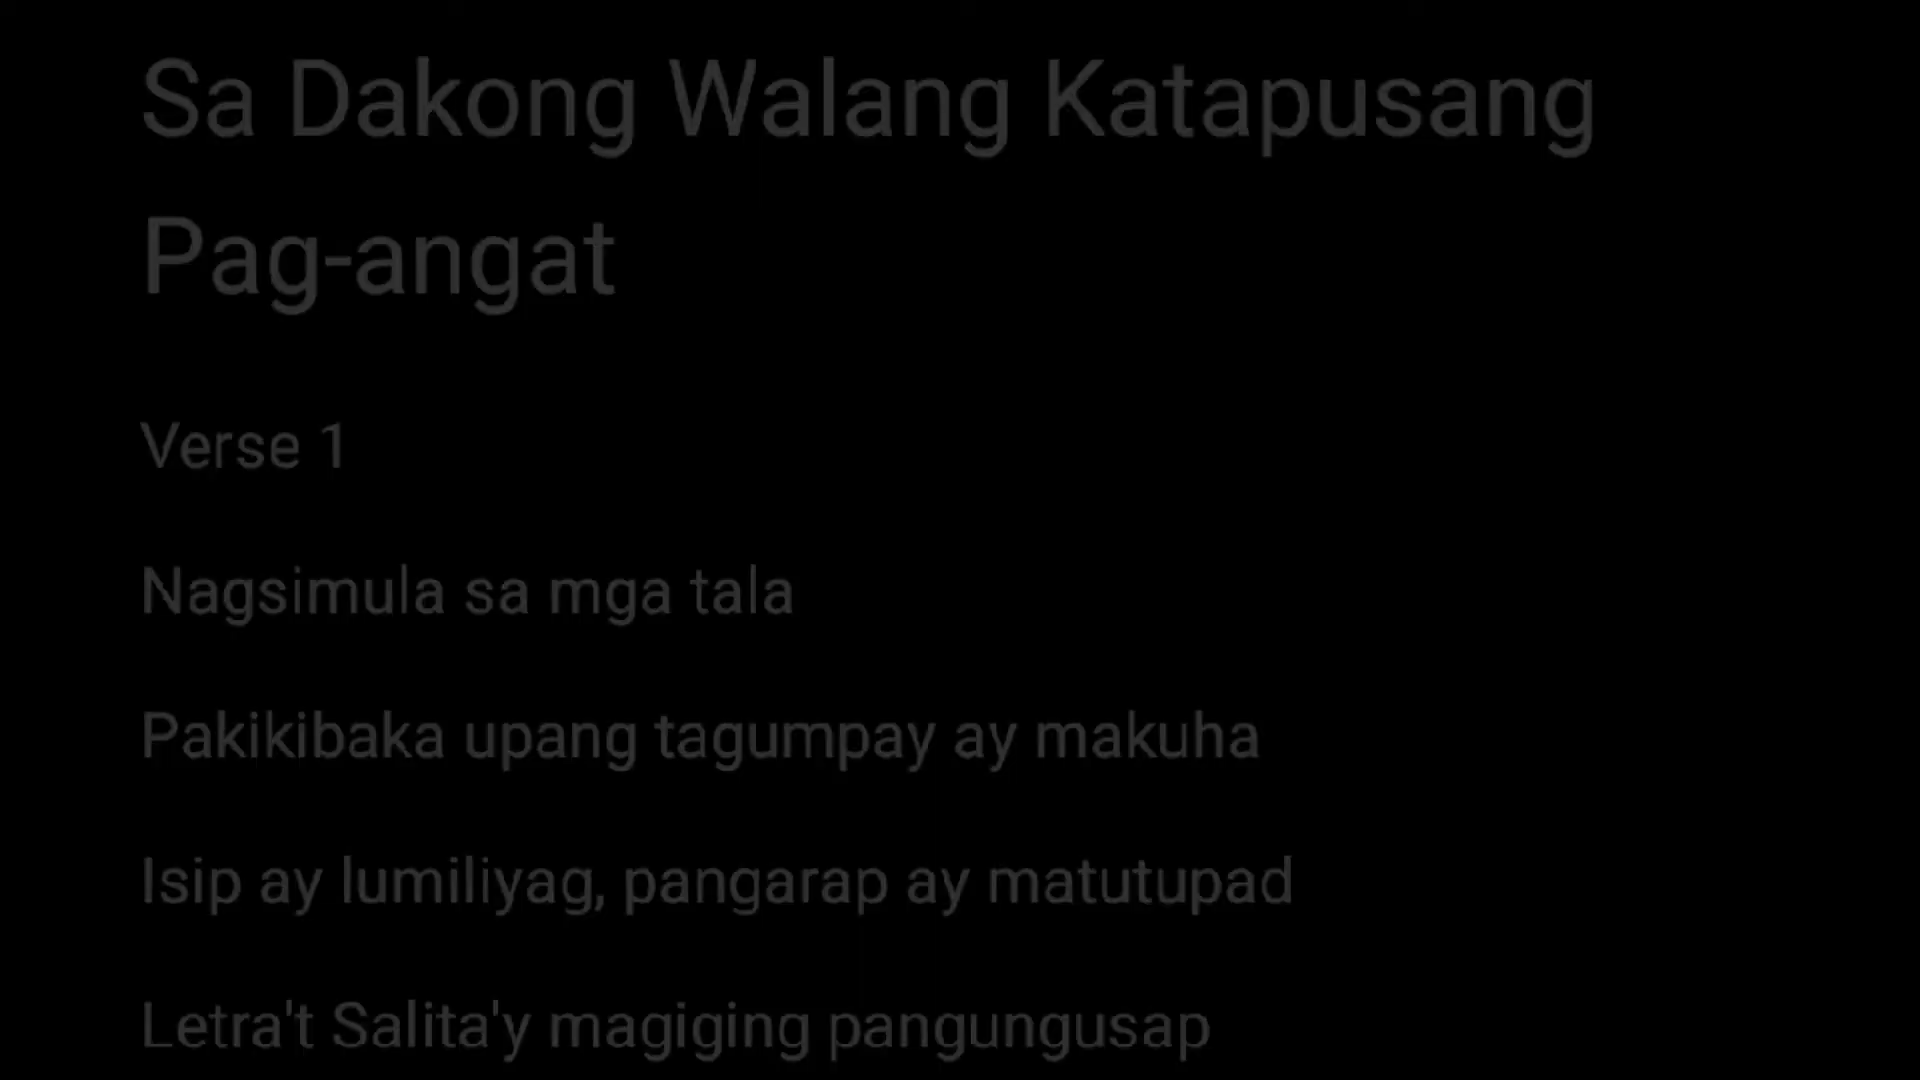 Sa Dakong Walang Katapusang
Pag-angat
Verse 1
Nagsimula sa mga tala
Pakikibaka upang tagumpay ay makuha
Isip ay lumiliyag, pangarap ay matutupad
Letra't Salita'y magiging pangungusap